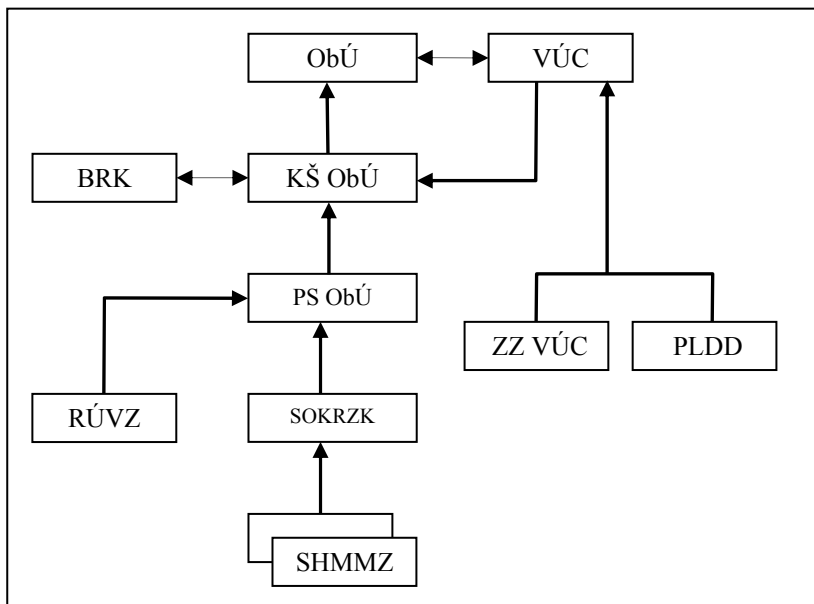 ObÚ
VÚC
BRK
KŠ ObÚ
PS ObÚ
ZZ VÚC
PLDD
RÚVZ
SOKRZK
SHMMZ